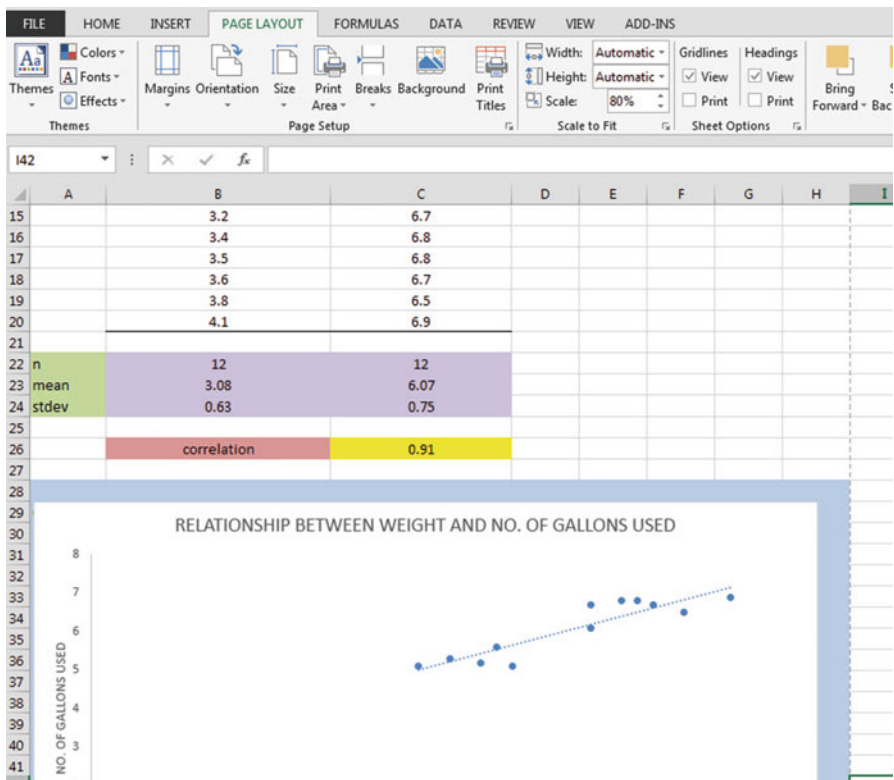 FILE HOME INSERT PAGE LAYOUT FORMULAS DATA REVIEW VIEW ADD-INS
Aa Colors Fonts Effects
Themes
Themes
Margins Orientation Size Print Area Breaks Background Print Titles
Page Setup
Width: Automatic
Height: Automatic
Scale: 80%
Scale to Fit
Gridlines Headings
View View
Print Print
Sheet Options
Bring Forward
Bac
I42 fx
A B C D E F G H I
15 3.2 6.7
16 3.4 6.8
17 3.5 6.8
18 3.6 6.7
19 3.8 6.5
20 4.1 6.9
21
22 n 12 12
23 mean 3.08 6.07
24 stdev 0.63 0.75
25
26 correlation 0.91
27
28
29
30
31
32
33
34
35
36
37
38
39
40
41
RELATIONSHIP BETWEEN WEIGHT AND NO. OF GALLONS USED
8
7
6
5
4
3
NO. OF GALLONS USED